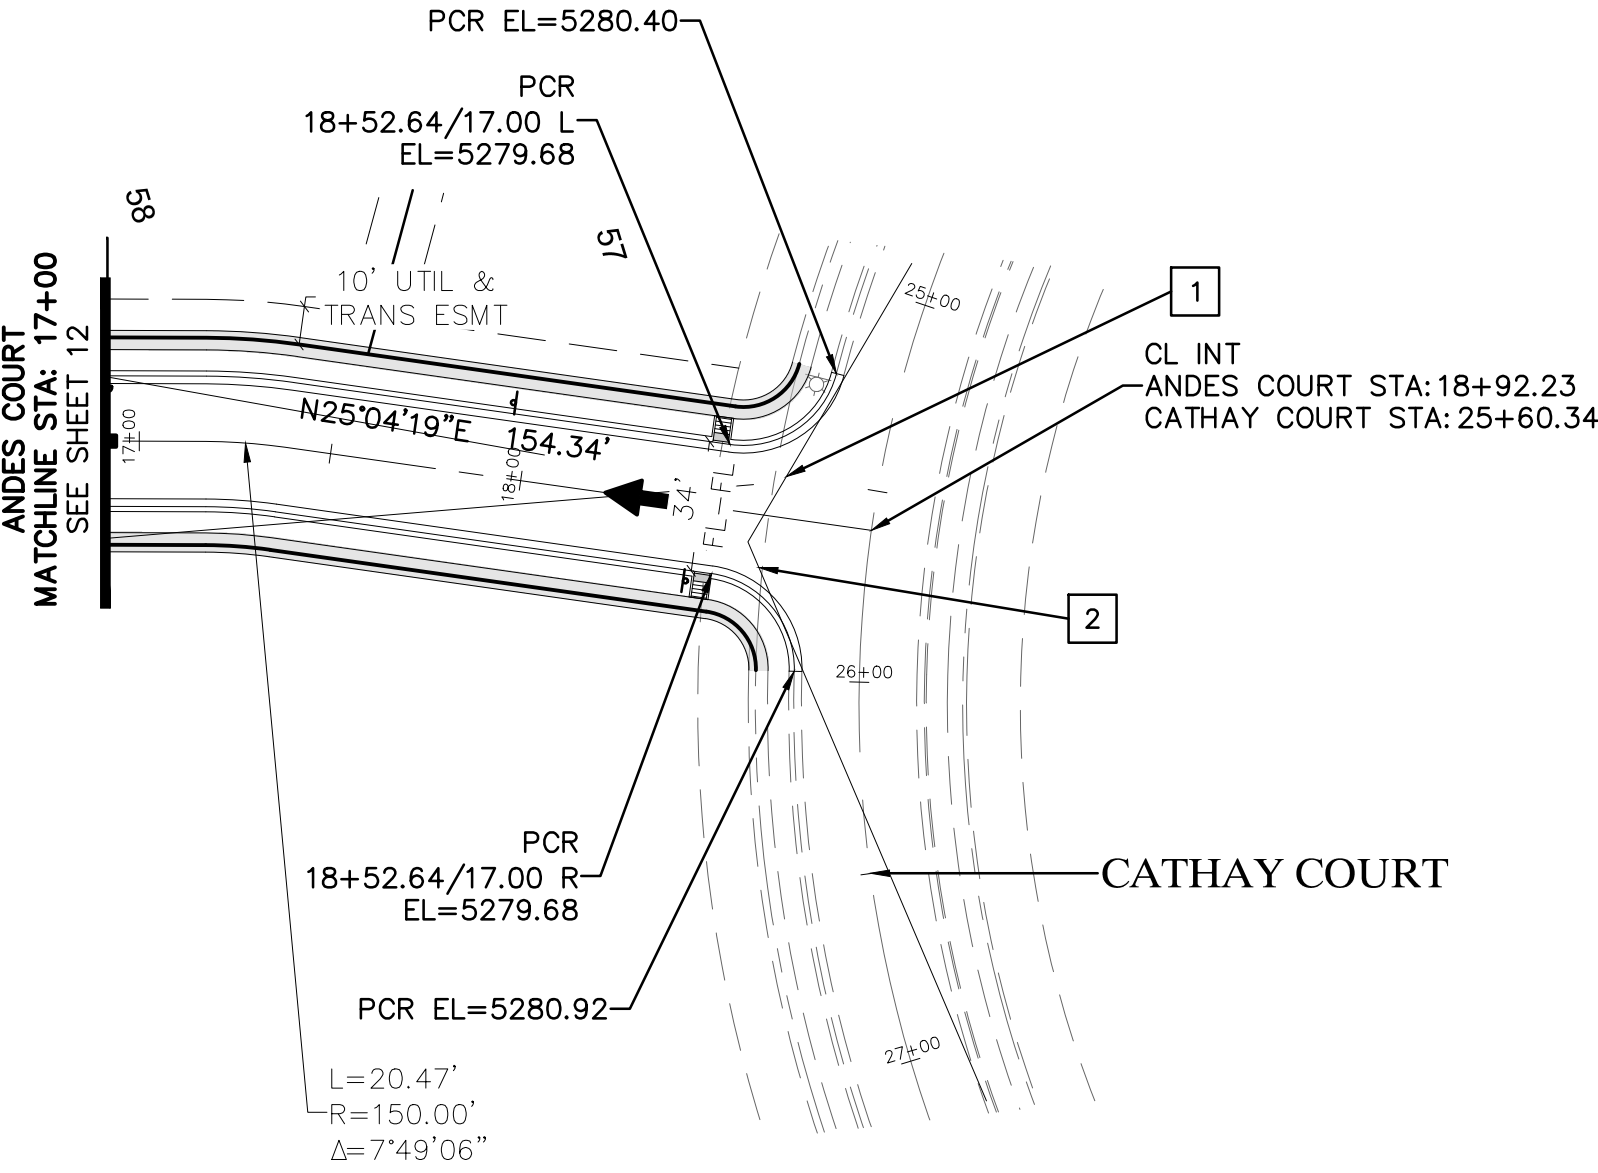 PCR EL=5280.40
PCR
18+52.64/17.00 L
EL=5279.68
58
57
10' UTIL &
TRANS ESMT
ANDES COURT
MATCHLINE STA: 17+00
SEE SHEET 12
17+00
N25°04'19"E 154.34'
18+00
34'
FL-FL
25+00
1
CL INT
ANDES COURT STA:18+92.23
CATHAY COURT STA:25+60.34
2
26+00
PCR
18+52.64/17.00 R
EL=5279.68
CATHAY COURT
PCR EL=5280.92
27+00
L=20.47'
R=150.00'
Δ=7°49'06"